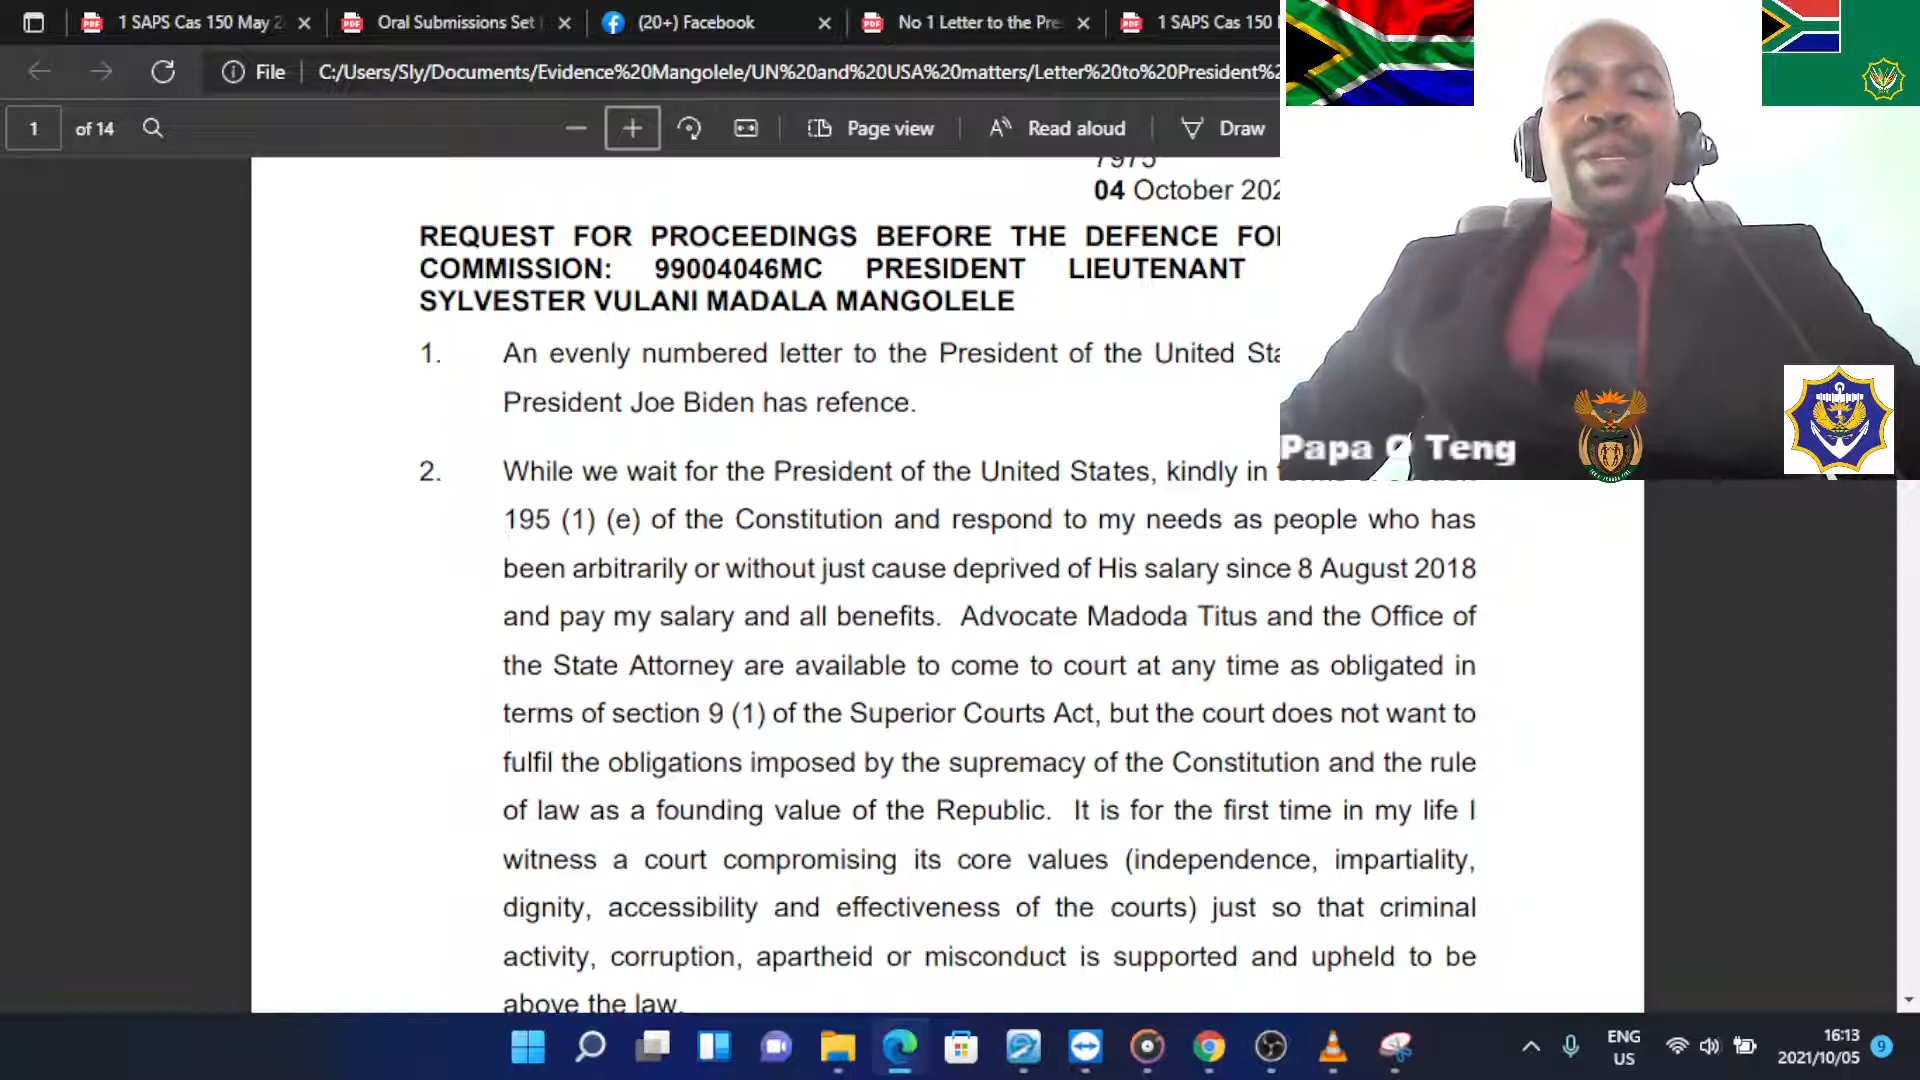 1 SAPS Cas 150 May 2
Oral Submissions Set
(20+) Facebook
No 1 Letter to the Pre
1 SAPS Cas 150
File
C:/Users/Sly/Documents/Evidence%20Mangolele/UN%20and%20USA%20matters/Letter%20to%20President%
1
of 14
Page view
Read aloud
Draw
7975
04 October 202
REQUEST FOR PROCEEDINGS BEFORE THE DEFENCE
COMMISSION: 99004046MC PRESIDENT LIEUTENANT
SYLVESTER VULANI MADALA MANGOLELE
1. An evenly numbered letter to the President of the United
President Joe Biden has refence.
2. While we wait for the President of the United States, kindly in
195 (1) (e) of the Constitution and respond to my needs as people who has
been arbitrarily or without just cause deprived of His salary since 8 August 2018
and pay my salary and all benefits. Advocate Madoda Titus and the Office of
the State Attorney are available to come to court at any time as obligated in
terms of section 9 (1) of the Superior Courts Act, but the court does not want to
fulfil the obligations imposed by the supremacy of the Constitution and the rule
of law as a founding value of the Republic. It is for the first time in my life I
witness a court compromising its core values (independence, impartiality,
dignity, accessibility and effectiveness of the courts) just so that criminal
activity, corruption, apartheid or misconduct is supported and upheld to be
above the law.
Papa O Teng
ENG
US
16:13
2021/10/05
9